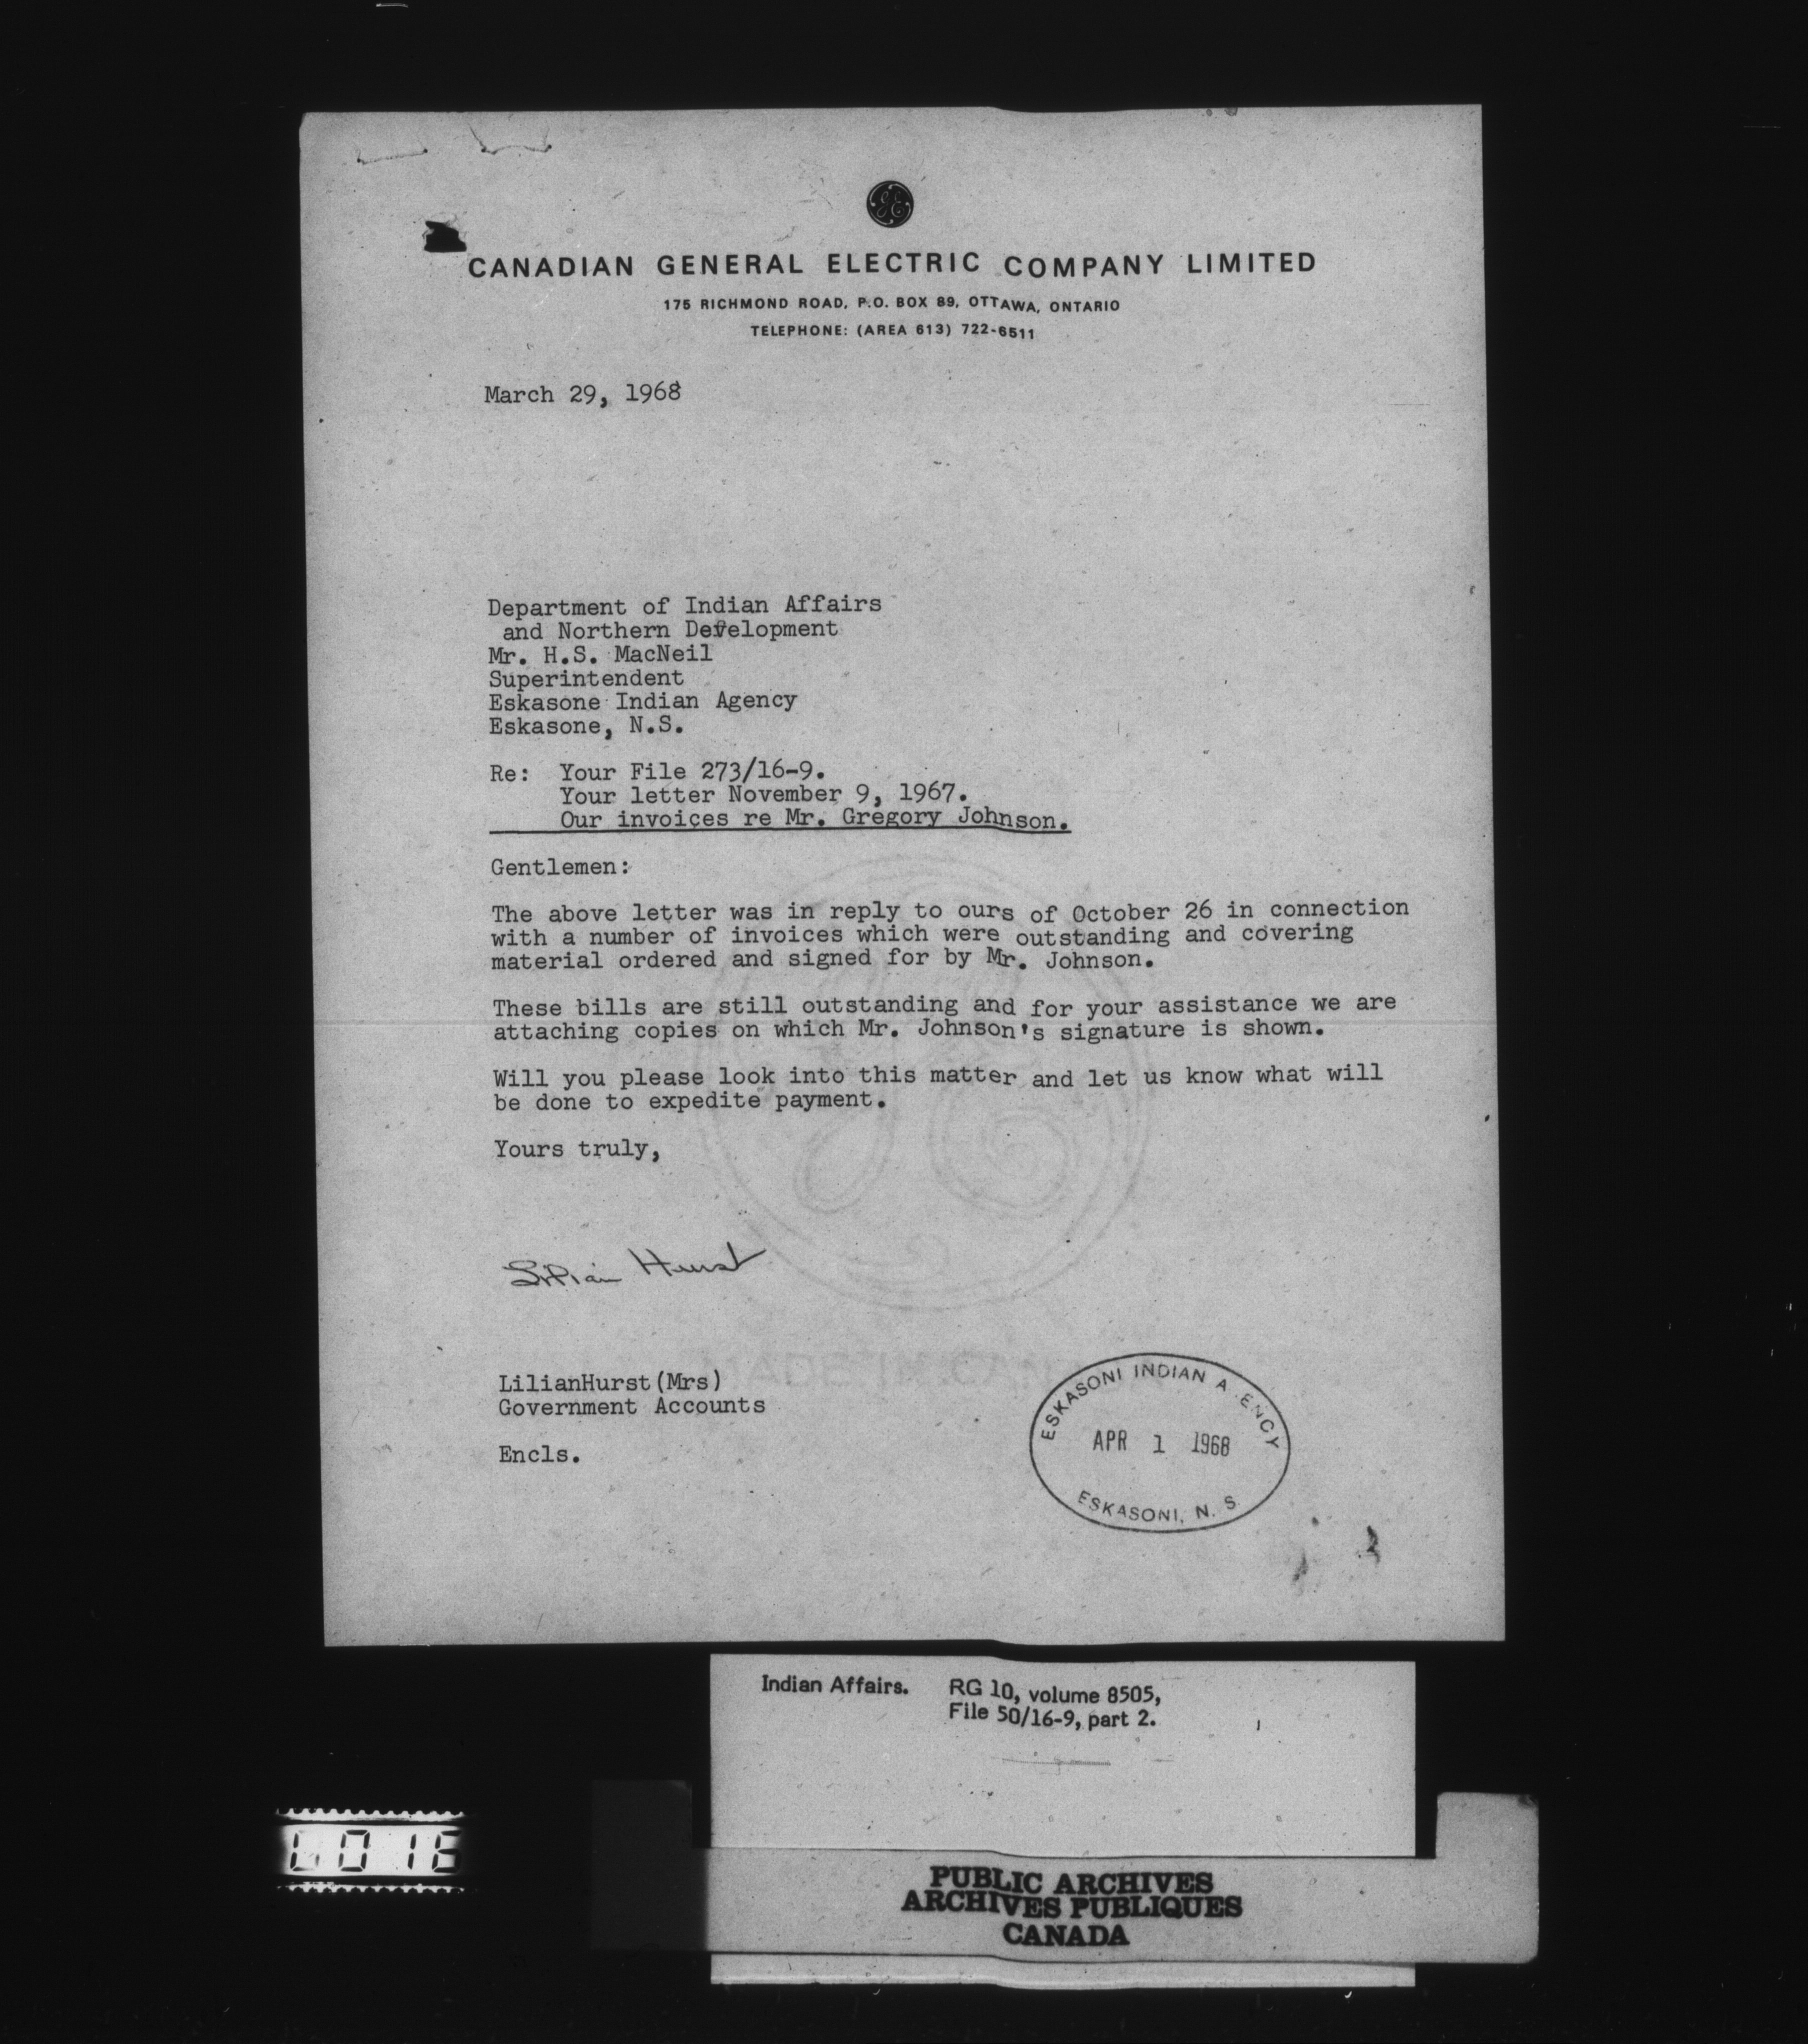 GE
CANADIAN GENERAL ELECTRIC COMPANY LIMITED
175 RICHMOND ROAD, P.O. BOX 89, OTTAWA, ONTARIO
TELEPHONE: (AREA 613) 722-6511
March 29, 1968
Department of Indian Affairs
and Northern Development
Mr. H.S. MacNeil
Superintendent
Eskasone Indian Agency
Eskasone, N.S.
Re: Your File 273/16-9.
Your letter November 9, 1967.
Our invoices re Mr. Gregory Johnson.
Gentlemen:
The above letter was in reply to ours of October 26 in connection
with a number of invoices which were outstanding and covering
material ordered and signed for by Mr. Johnson.
These bills are still outstanding and for your assistance we are
attaching copies on which Mr. Johnson's signature is shown.
Will you please look into this matter and let us know what will
be done to expedite payment.
Yours truly,
Lilian Hurst
LilianHurst(Mrs)
Government Accounts
Encls.
ESKASONI INDIAN A ENCY
APR 1 1968
ESKASONI, N. S
Indian Affairs. RG 10, volume 8505,
File 50/16-9, part 2.
PUBLIC ARCHIVES
ARCHIVES PUBLIQUES
CANADA